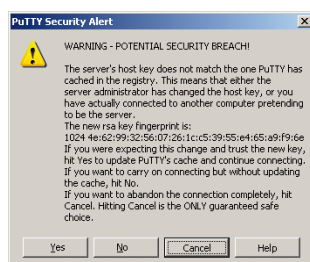 PuTTY Security Alert
WARNING - POTENTIAL SECURITY BREACH!
The server's host key does not match the one PuTTY has
cached in the registry. This means that either the
server administrator has changed the host key, or you
have actually connected to another computer pretending
to be the server.
The new rsa key fingerprint is:
1024 4e:62:99:32:56:07:26:1c:c5:39:55:e4:65:a9:f9:6e
If you were expecting this change and trust the new key,
hit Yes to update PuTTY's cache and continue connecting.
If you want to carry on connecting but without updating
the cache, hit No.
If you want to abandon the connection completely, hit
Cancel. Hitting Cancel is the ONLY guaranteed safe
choice.
Yes No Cancel Help